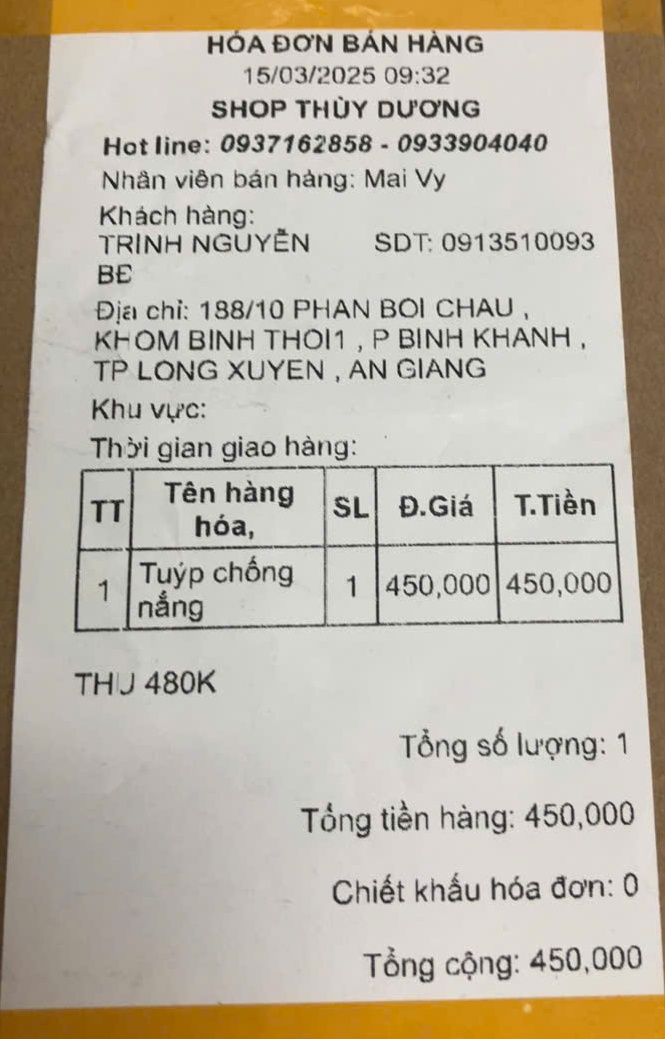 HÓA ĐƠN BÁN HÀNG
15/03/2025 09:32
SHOP THÙY DƯƠNG
Hot line: 0937162858 - 0933904040
Nhân viên bán hàng: Mai Vy
Khách hàng:
TRINH NGUYỄN SDT: 0913510093
BE
Địa chỉ: 188/10 PHAN BOI CHAU ,
KHOM BINH THOI1 , P BINH KHANH ,
TP LONG XUYEN , AN GIANG
Khu vực:
Thời gian giao hàng:
TT Tên hàng hóa, SL Đ.Giá T.Tiền
1 Tuýp chống nắng 1 450,000 450,000
THU 480K
Tổng số lượng: 1
Tổng tiền hàng: 450,000
Chiết khấu hóa đơn: 0
Tổng cộng: 450,000